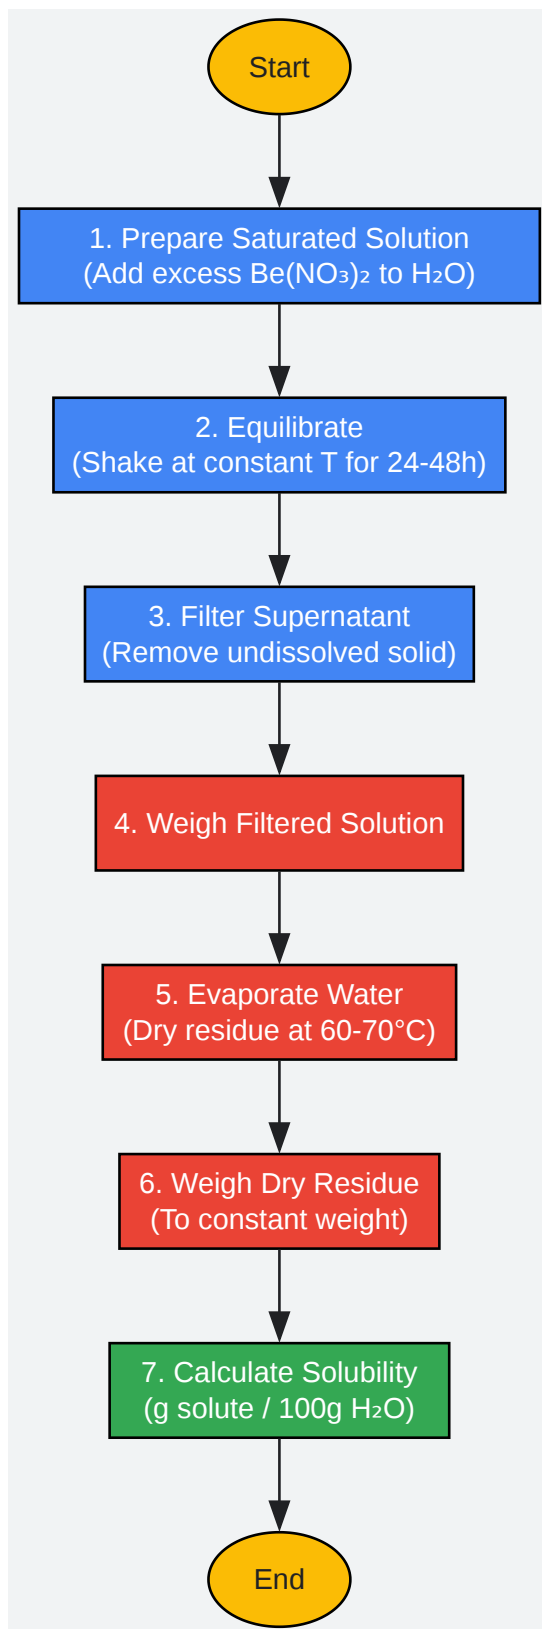 Start
1. Prepare Saturated Solution
(Add excess Be(NO₃)₂ to H₂O)
2. Equilibrate
(Shake at constant T for 24-48h)
3. Filter Supernatant
(Remove undissolved solid)
4. Weigh Filtered Solution
5. Evaporate Water
(Dry residue at 60-70°C)
6. Weigh Dry Residue
(To constant weight)
7. Calculate Solubility
(g solute / 100g H₂O)
End